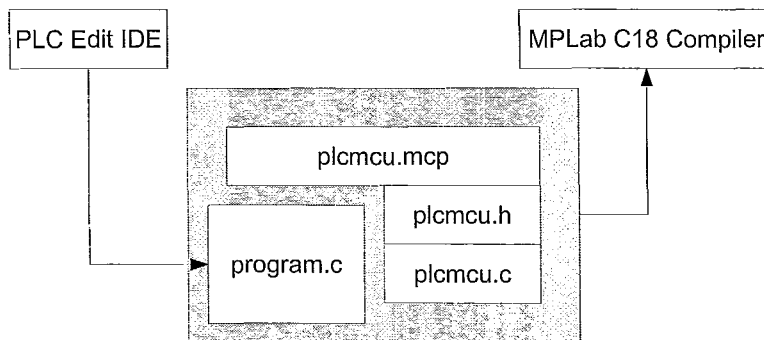 PLC Edit IDE
MPLab C18 Compiler
plcmcu.mcp
plcmcu.h
program.c
plcmcu.c